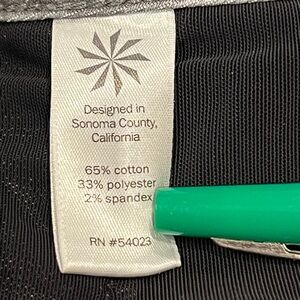 Designed in
Sonoma County,
California
65% cotton
33% polyester
2% spandex
RN #54023